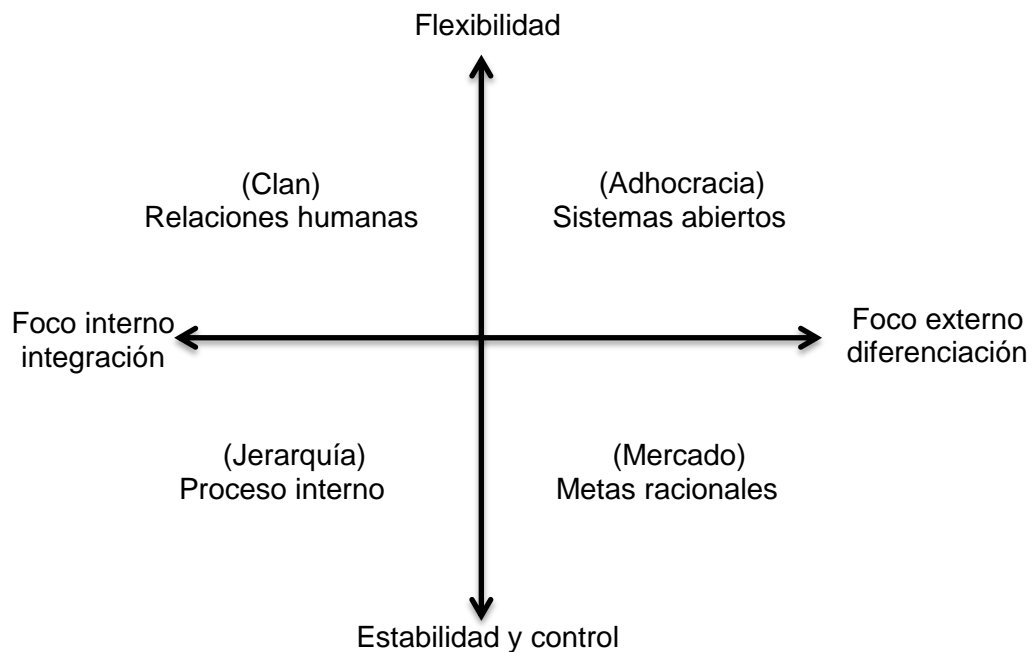 Flexibilidad
(Clan)
Relaciones humanas
(Adhocracia)
Sistemas abiertos
Foco interno
integración
Foco externo
diferenciación
(Jerarquía)
Proceso interno
(Mercado)
Metas racionales
Estabilidad y control